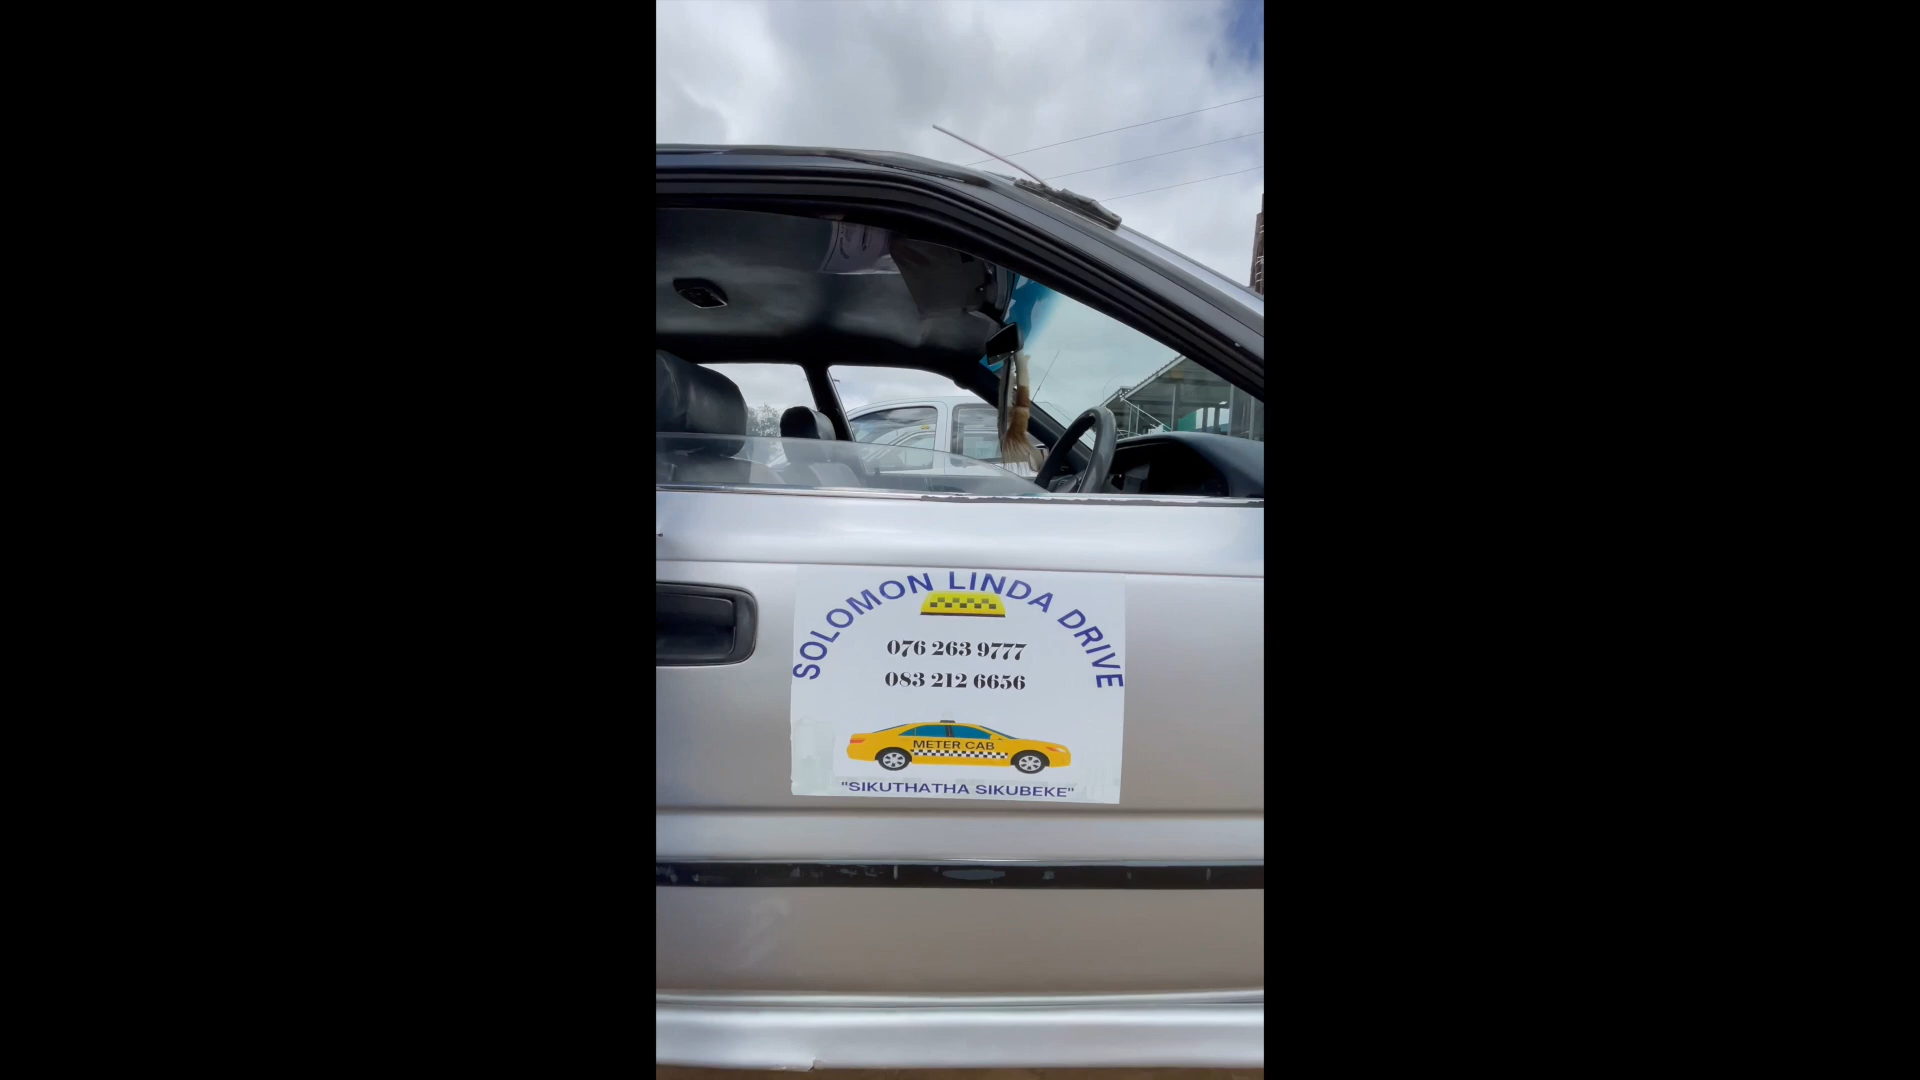 SOLOMON LINDA DRIVE
076 263 9777
083 212 6656
METER CAB
"SIKUTHATHA SIKUBEKE"